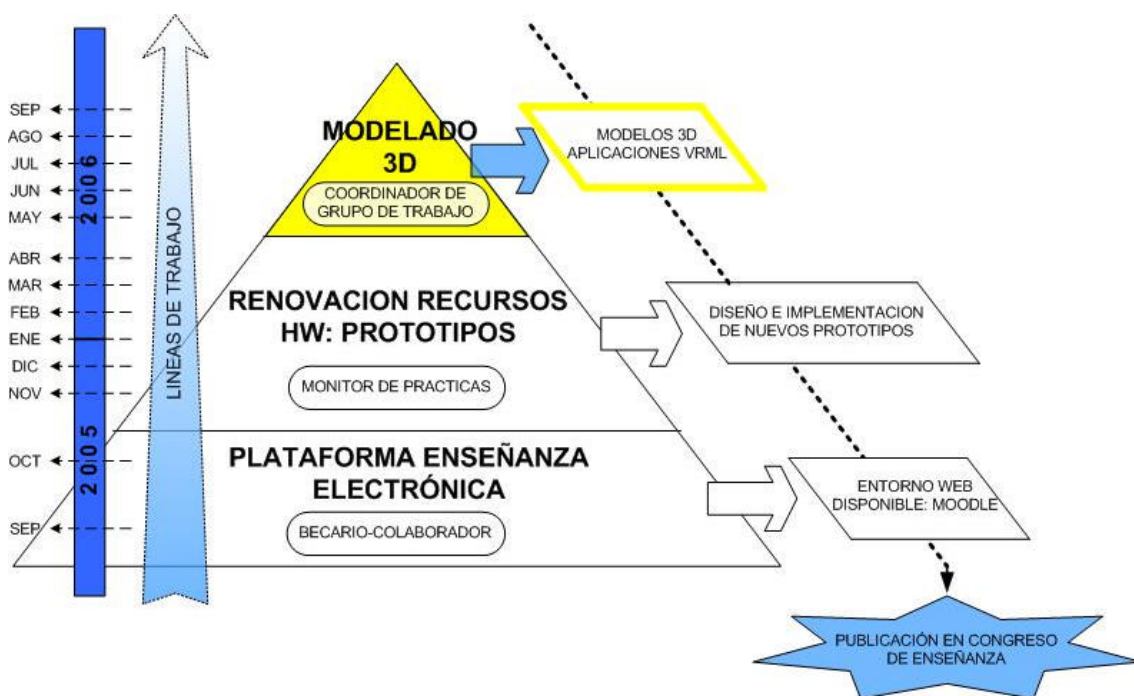 SEP
AGO
JUL
JUN
MAY
ABR
MAR
FEB
ENE
DIC
NOV
OCT
SEP
2006
2005
LINEAS DE TRABAJO
MODELADO
3D
COORDINADOR DE
GRUPO DE TRABAJO
MODELOS 3D
APLICACIONES VRML
RENOVACION RECURSOS
HW: PROTOTIPOS
MONITOR DE PRACTICAS
DISEÑO E IMPLEMENTACION
DE NUEVOS PROTOTIPOS
PLATAFORMA ENSEÑANZA
ELECTRÓNICA
BECARIO-COLABORADOR
ENTORNO WEB
DISPONIBLE: MOODLE
PUBLICACIÓN EN CONGRESO
DE ENSEÑANZA